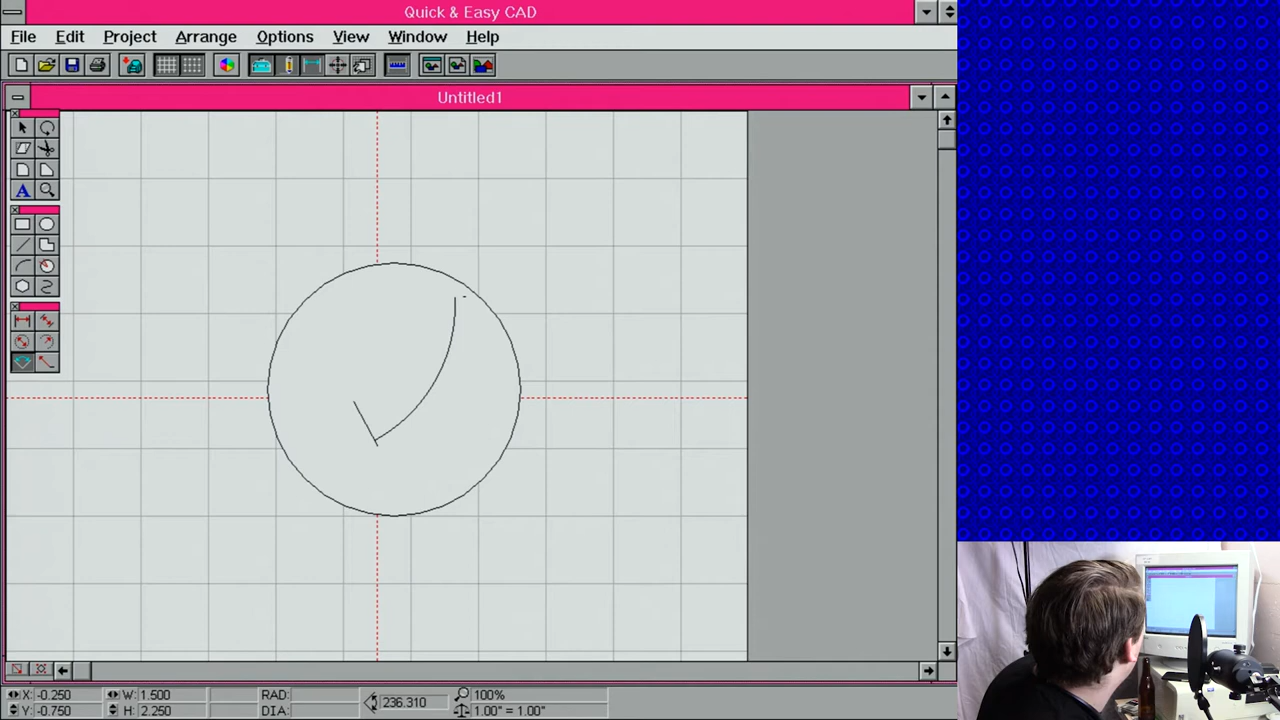 Quick & Easy CAD
File Edit Project Arrange Options View Window Help
Untitled1
A
X: -0.250 W: 1.500 RAD: 236.310 100%
Y: -0.750 H: 2.250 DIA: 1.00" = 1.00"